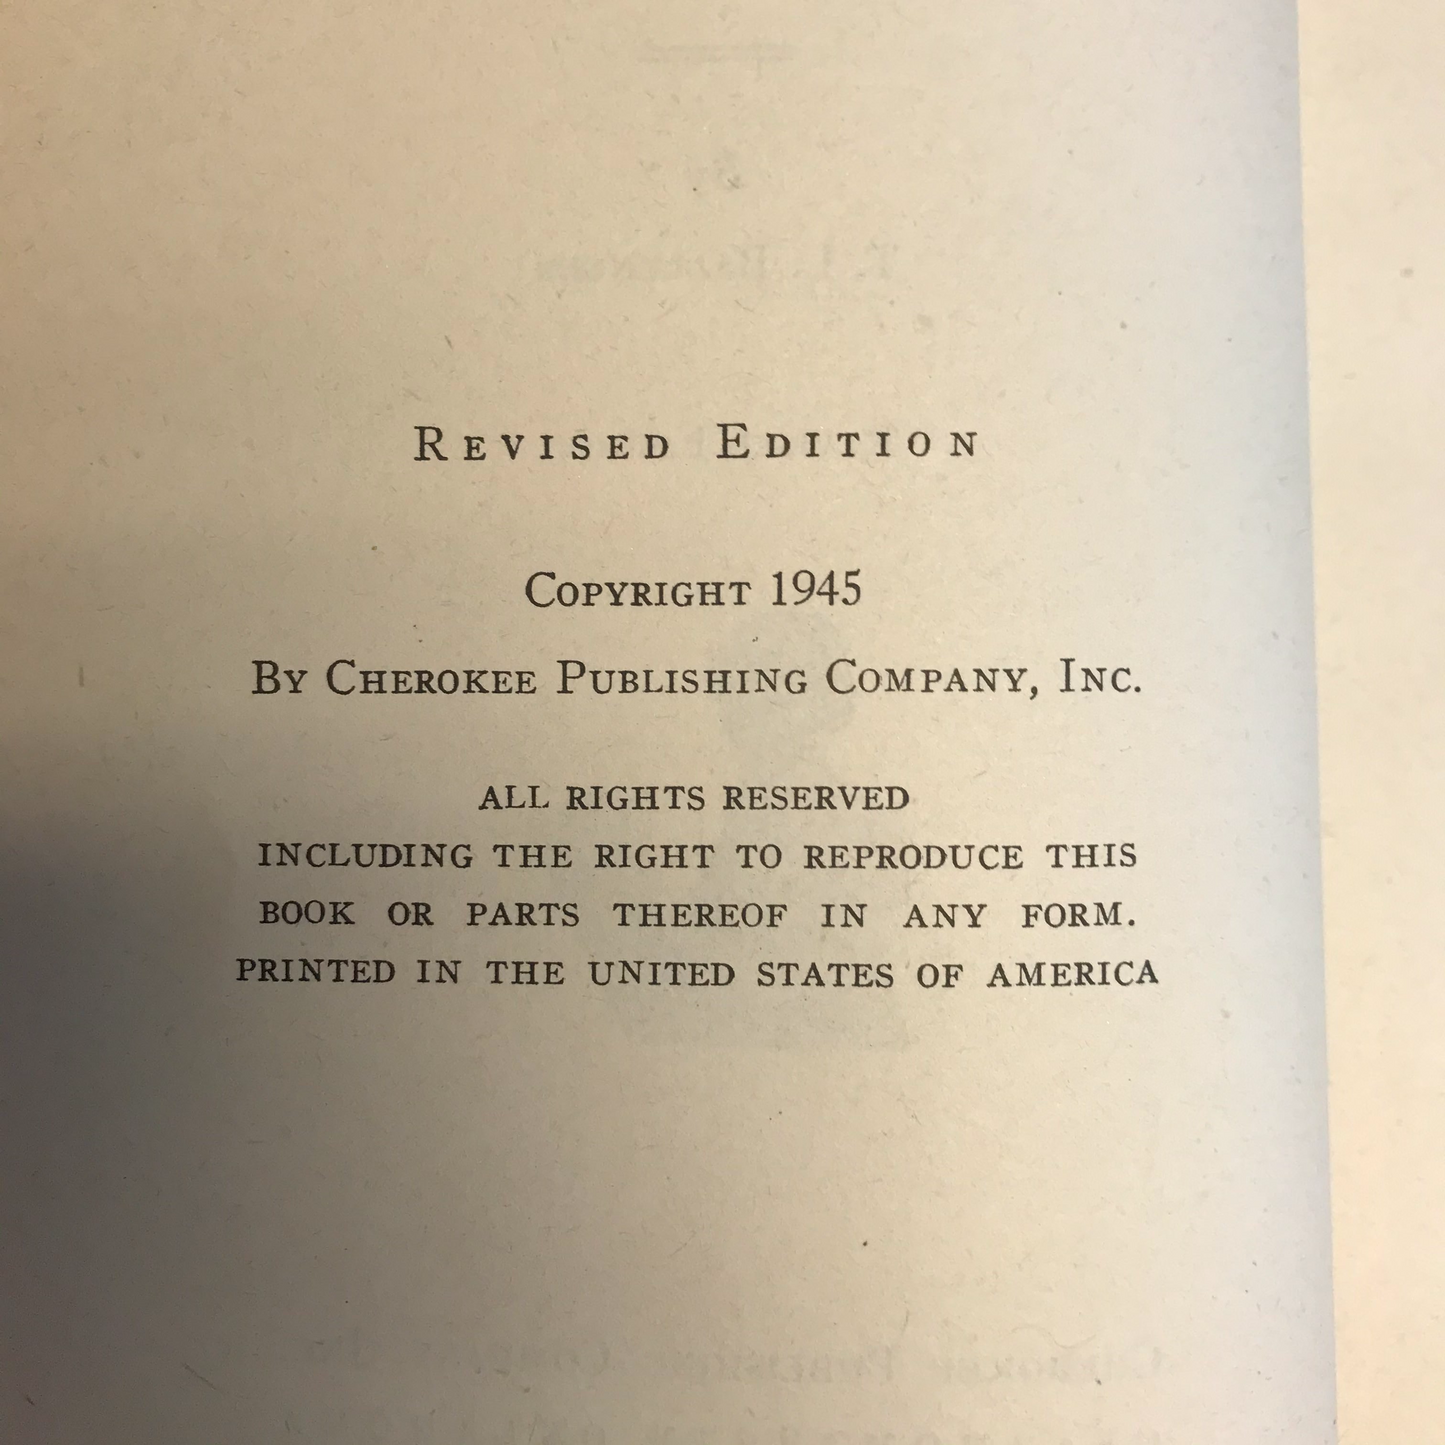 REVISED EDITION
COPYRIGHT 1945
BY CHEROKEE PUBLISHING COMPANY, INC.
ALL RIGHTS RESERVED
INCLUDING THE RIGHT TO REPRODUCE THIS
BOOK OR PARTS THEREOF IN ANY FORM.
PRINTED IN THE UNITED STATES OF AMERICA